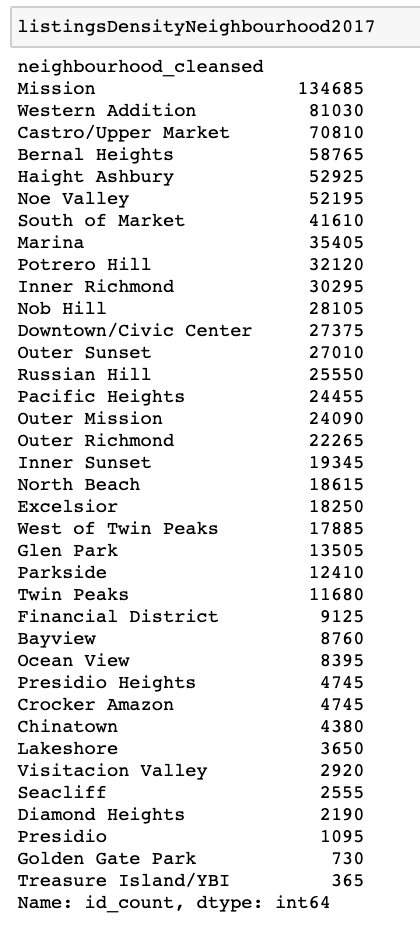 listingsDensityNeighbourhood2017
neighbourhood_cleansed
Mission 134685
Western Addition 81030
Castro/Upper Market 70810
Bernal Heights 58765
Haight Ashbury 52925
Noe Valley 52195
South of Market 41610
Marina 35405
Potrero Hill 32120
Inner Richmond 30295
Nob Hill 28105
Downtown/Civic Center 27375
Outer Sunset 27010
Russian Hill 25550
Pacific Heights 24455
Outer Mission 24090
Outer Richmond 22265
Inner Sunset 19345
North Beach 18615
Excelsior 18250
West of Twin Peaks 17885
Glen Park 13505
Parkside 12410
Twin Peaks 11680
Financial District 9125
Bayview 8760
Ocean View 8395
Presidio Heights 4745
Crocker Amazon 4745
Chinatown 4380
Lakeshore 3650
Visitacion Valley 2920
Seacliff 2555
Diamond Heights 2190
Presidio 1095
Golden Gate Park 730
Treasure Island/YBI 365
Name: id_count, dtype: int64